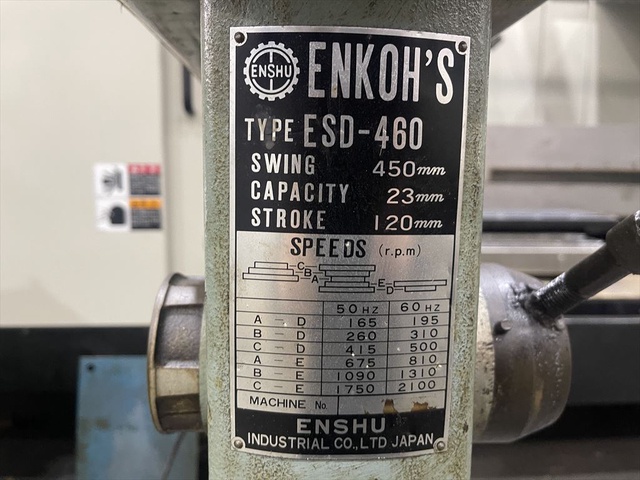 ENSHU
ENKOH'S
TYPE ESD-460
SWING 450mm
CAPACITY 23mm
STROKE 120mm
SPEEDS (r.p.m)
C
B
A
E
D
50HZ 60HZ
A - D 165 195
B - D 260 310
C - D 415 500
A - E 675 810
B - E 1090 1310
C - E 1750 2100
MACHINE No.
ENSHU
INDUSTRIAL CO., LTD JAPAN